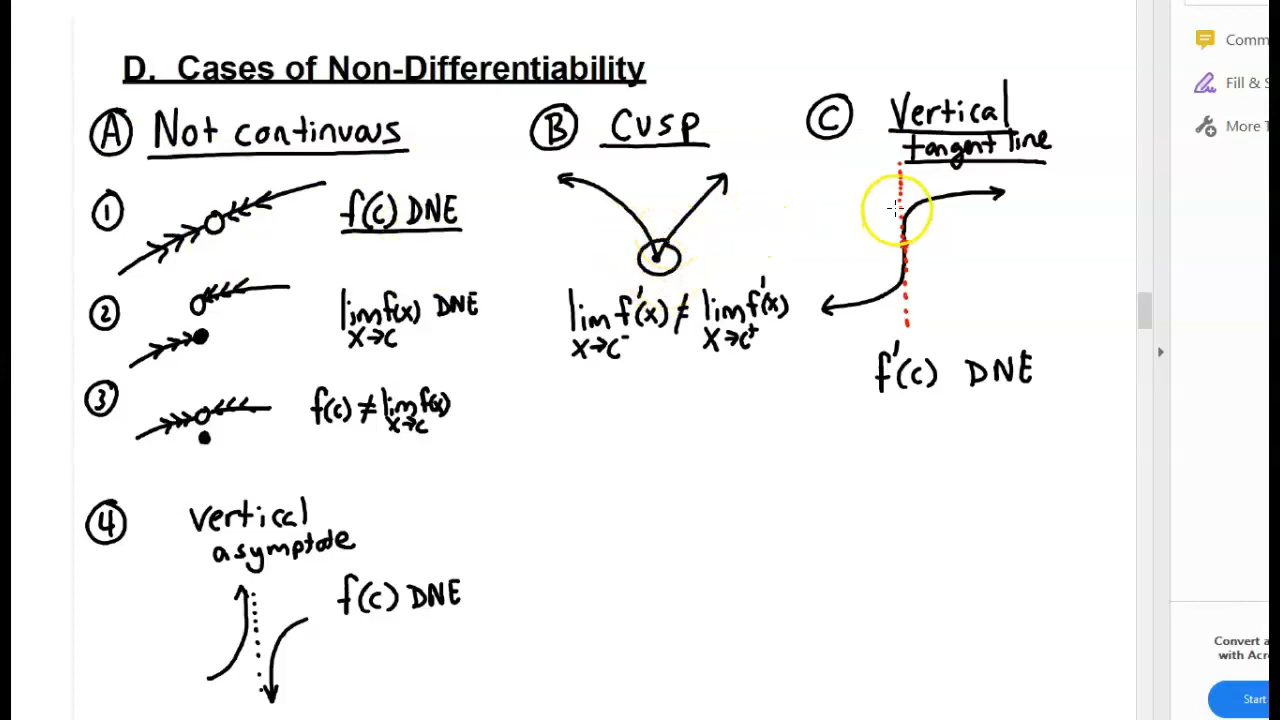 D. Cases of Non-Differentiability
A Not continuous
1 f(c) DNE
2 lim f(x) DNE
x→c
3 f(c) ≠ lim f(x)
x→c
4 vertical
asymptote
f(c) DNE
B Cusp
lim f'(x) ≠ lim f'(x)
x→c⁻ x→c⁺
C Vertical
tangent line
f'(c) DNE
Comm
Fill & S
More T
Convert a
with Acro
Start